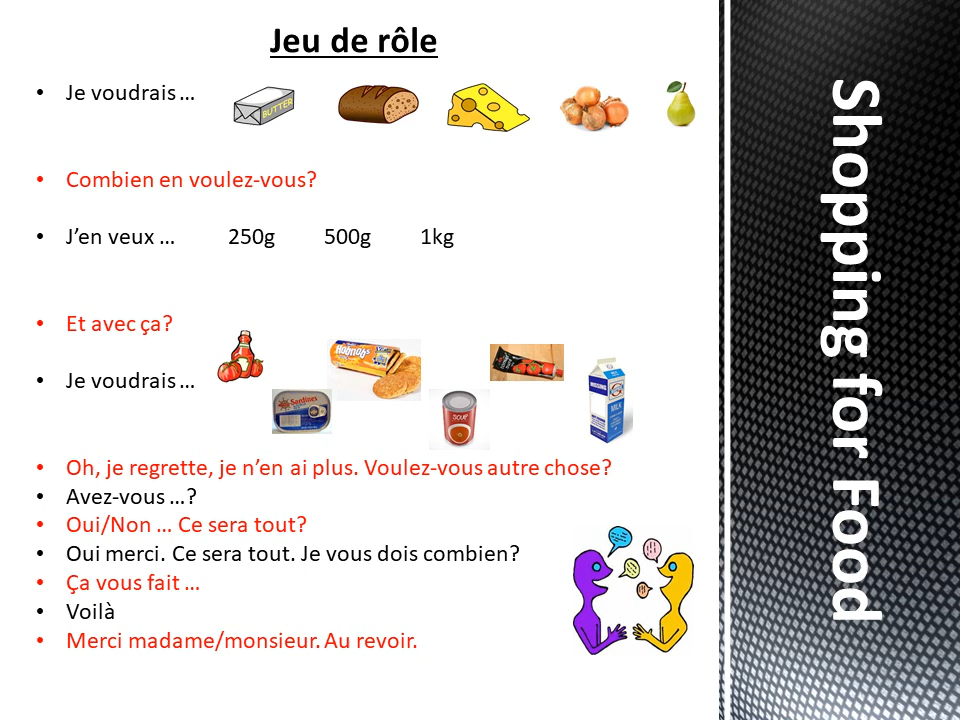 Jeu de rôle
• Je voudrais …
BUTTER
• Combien en voulez-vous?
• J’en veux … 250g 500g 1kg
• Et avec ça?
• Je voudrais …
Hobnobs
Sardines
SOUP
MILK
• Oh, je regrette, je n’en ai plus. Voulez-vous autre chose?
• Avez-vous …?
• Oui/Non … Ce sera tout?
• Oui merci. Ce sera tout. Je vous dois combien?
• Ça vous fait …
• Voilà
• Merci madame/monsieur. Au revoir.
Shopping for Food